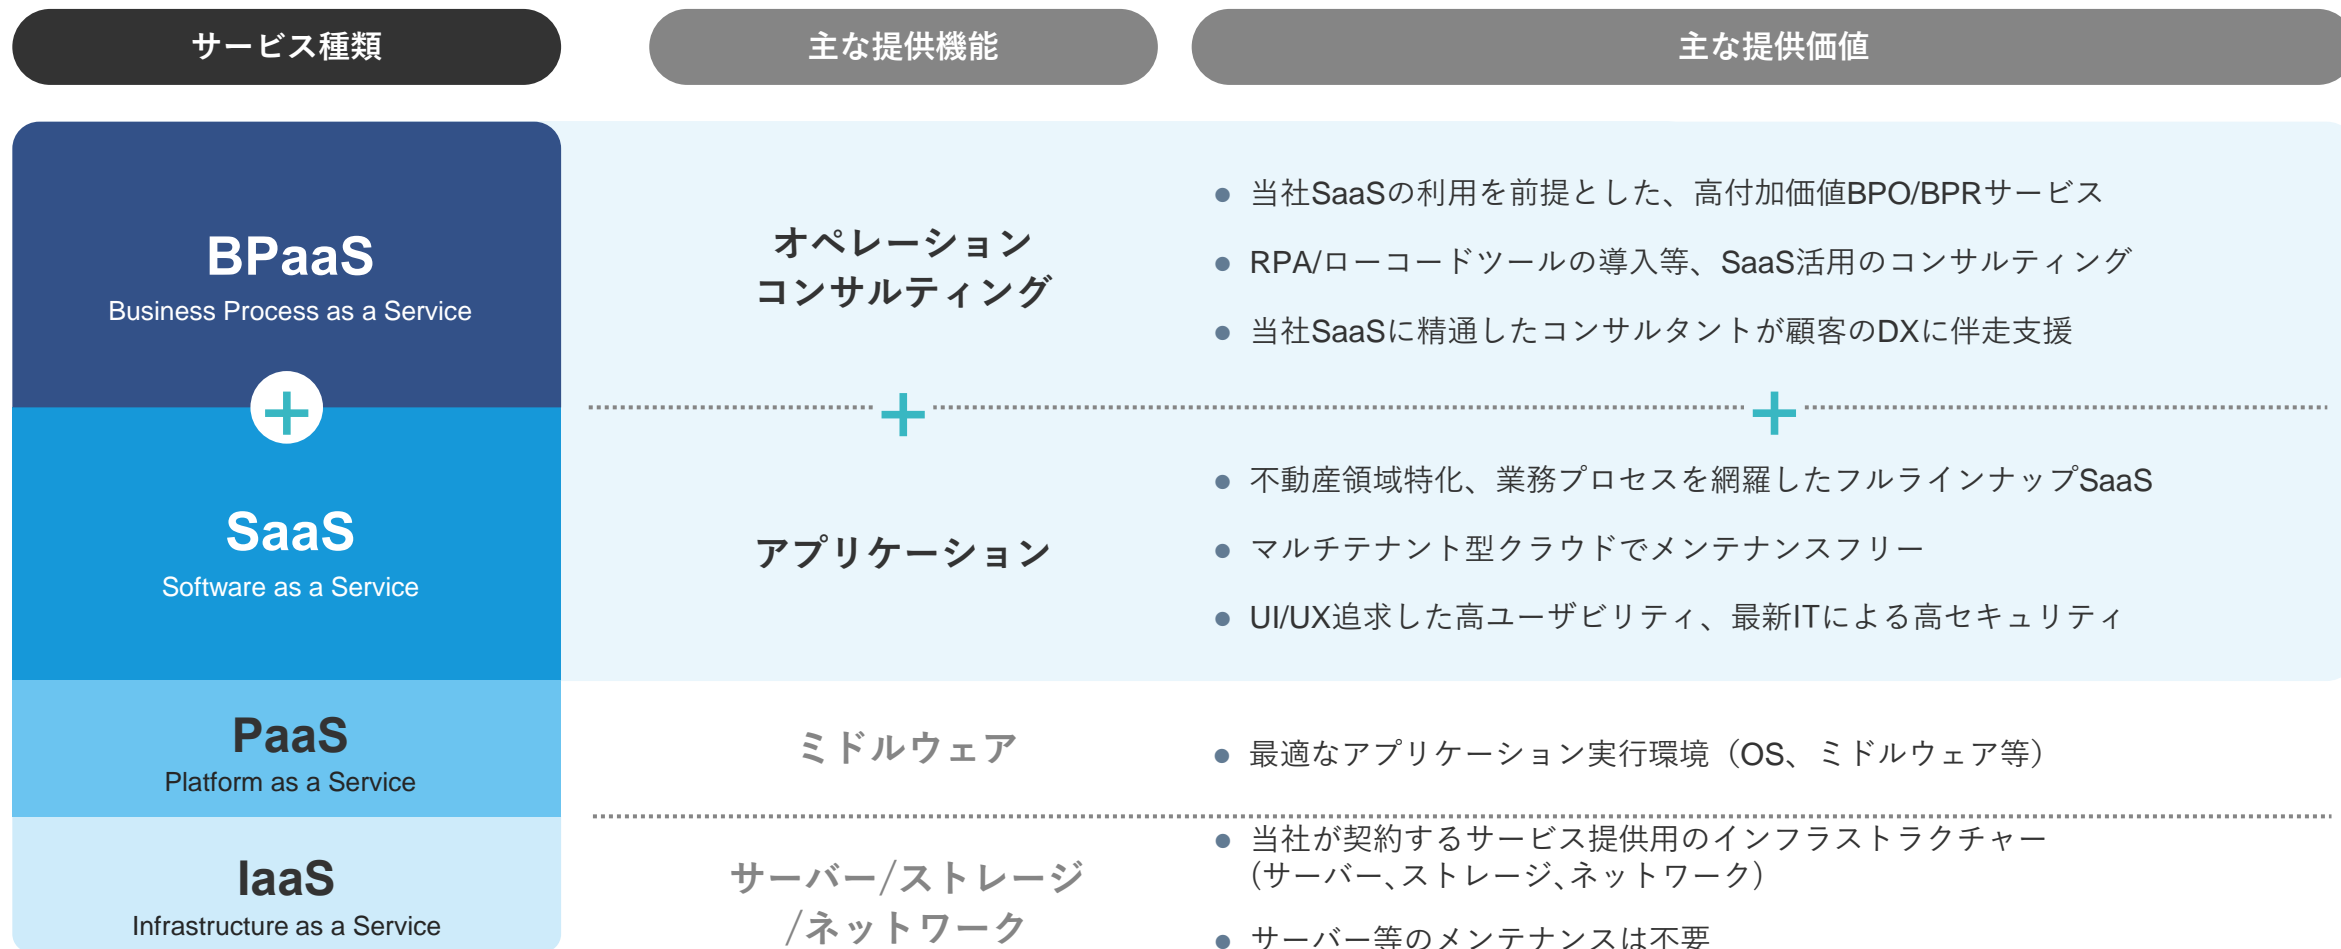 サービス種類
主な提供機能
主な提供価値
BPaaS
Business Process as a Service
オペレーション
コンサルティング
当社SaaSの利用を前提とした、高付加価値BPO/BPRサービス
RPA/ローコードツールの導入等、SaaS活用のコンサルティング
当社SaaSに精通したコンサルタントが顧客のDXに伴走支援
+
+
+
SaaS
Software as a Service
アプリケーション
不動産領域特化、業務プロセスを網羅したフルラインナップSaaS
マルチテナント型クラウドでメンテナンスフリー
UI/UX追求した高ユーザビリティ、最新ITによる高セキュリティ
PaaS
Platform as a Service
ミドルウェア
最適なアプリケーション実行環境（OS、ミドルウェア等）
IaaS
Infrastructure as a Service
サーバー/ストレージ
/ネットワーク
当社が契約するサービス提供用のインフラストラクチャー
（サーバー、ストレージ、ネットワーク）
サーバー等のメンテナンスは不要